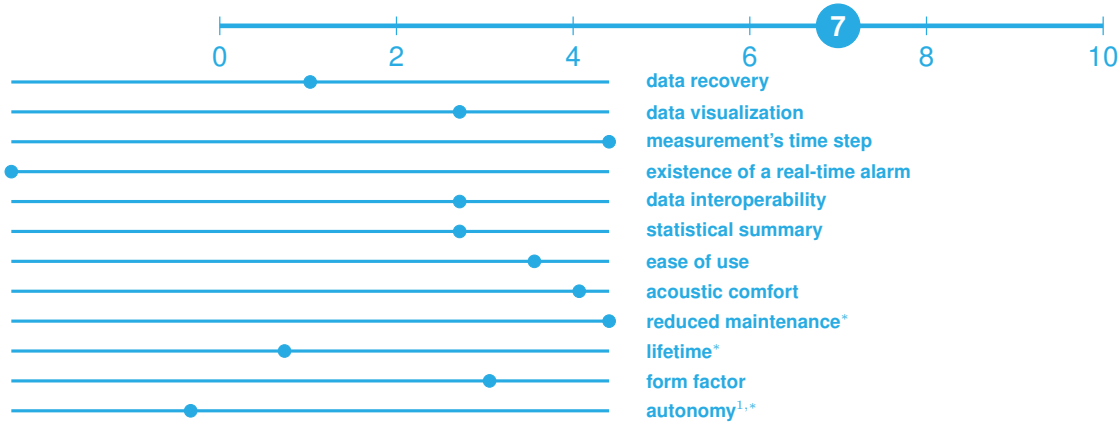 7
0 2 4 6 8 10
data recovery
data visualization
measurement's time step
existence of a real-time alarm
data interoperability
statistical summary
ease of use
acoustic comfort
reduced maintenance*
lifetime*
form factor
autonomy1,*